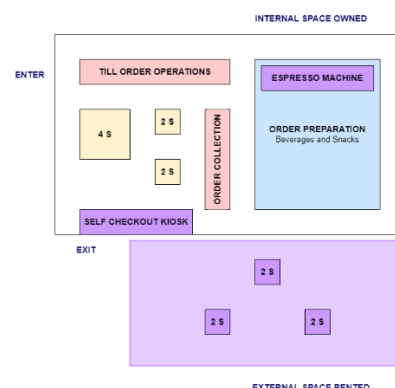 INTERNAL SPACE OWNED
ENTER
TILL ORDER OPERATIONS
ESPRESSO MACHINE
4 S
2 S
2 S
ORDER COLLECTION
ORDER PREPARATION
Beverages and Snacks
SELF CHECKOUT KIOSK
EXIT
2 S
2 S
2 S
EXTERNAL SPACE RENTED